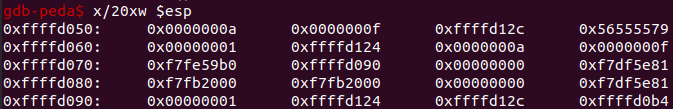 gdb-peda$ x/20xw $esp
0xffffd050: 0x0000000a 0x0000000f 0xffffd12c 0x56555579
0xffffd060: 0x00000001 0xffffd124 0x0000000a 0x0000000f
0xffffd070: 0xf7fe59b0 0xffffd090 0x00000000 0xf7df5e81
0xffffd080: 0xf7fb2000 0xf7fb2000 0x00000000 0xf7df5e81
0xffffd090: 0x00000001 0xffffd124 0xffffd12c 0xffffd0b4